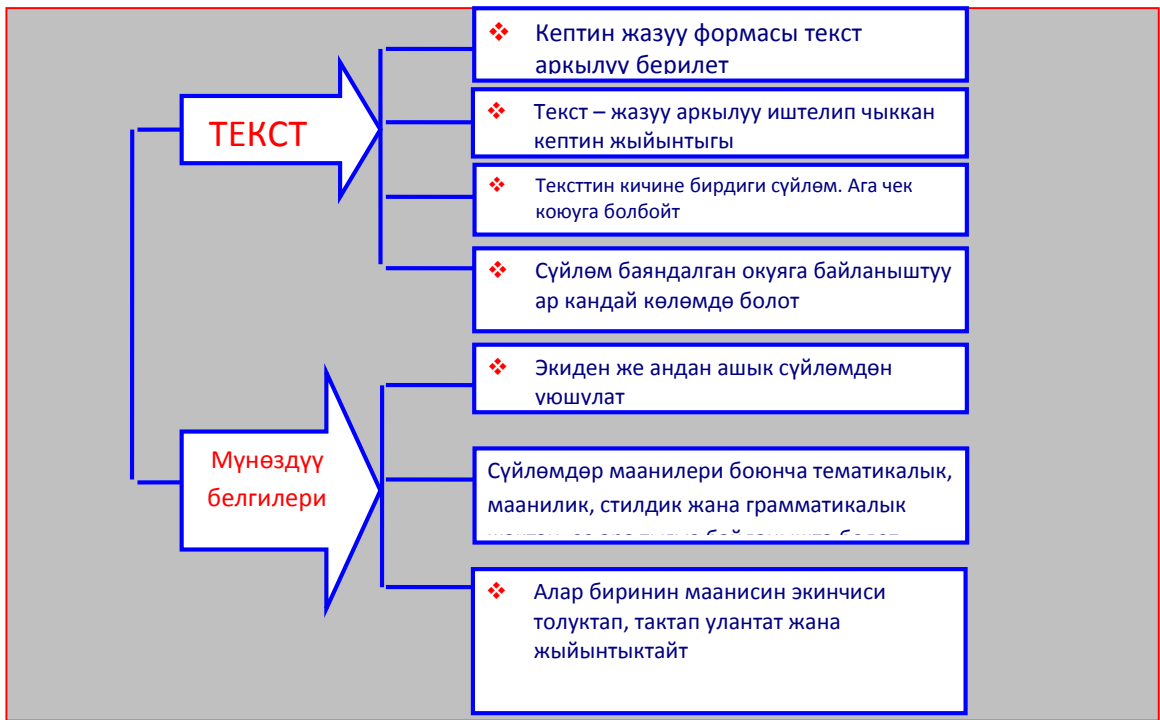 ТЕКСТ
❖ Кептин жазуу формасы текст
аркылуу берилет
❖ Текст – жазуу аркылуу иштелип чыккан
кептин жыйынтыгы
❖ Тексттин кичине бирдиги сүйлөм. Ага чек
коюуга болбойт
❖ Сүйлөм баяндалган окуяга байланыштуу
ар кандай көлөмдө болот
Мүнөздүү
белгилери
❖ Экиден же андан ашык сүйлөмдөн
уюшулат
Сүйлөмдөр маанилери боюнча тематикалык,
маанилик, стилдик жана грамматикалык
❖ Алар биринин маанисин экинчиси
толуктап, тактап улантат жана
жыйынтыктайт